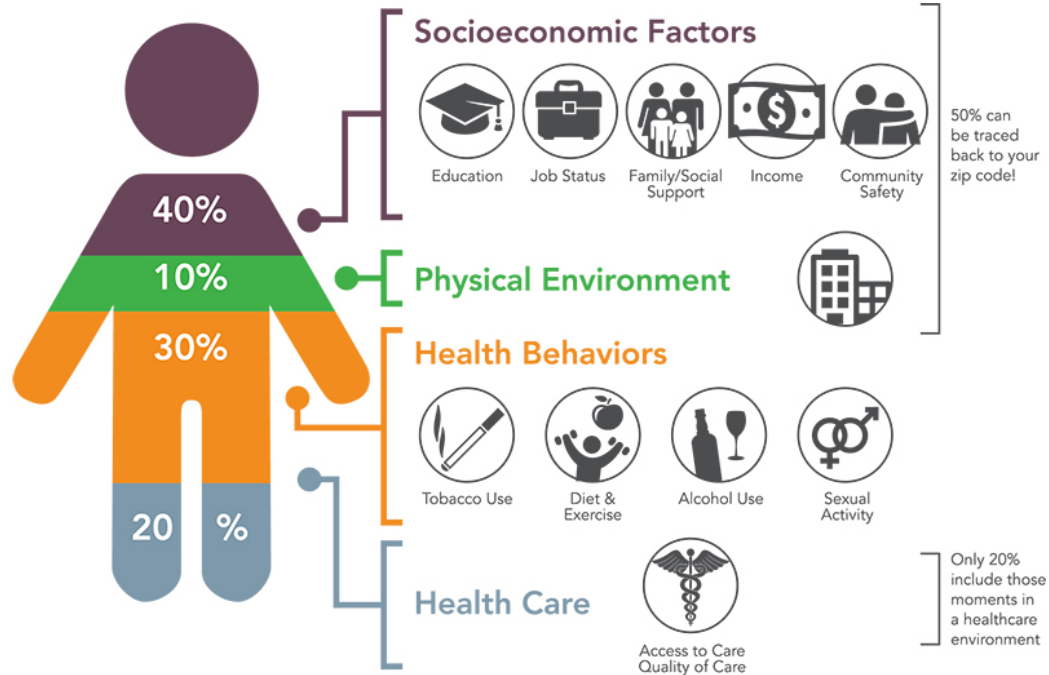 Socioeconomic Factors
Education
Job Status
Family/Social
Support
Income
Community
Safety
50% can
be traced
back to your
zip code!
40%
10%
Physical Environment
30%
Health Behaviors
Tobacco Use
Diet &
Exercise
Alcohol Use
Sexual
Activity
20 %
Health Care
Access to Care
Quality of Care
Only 20%
include those
moments in
a healthcare
environment